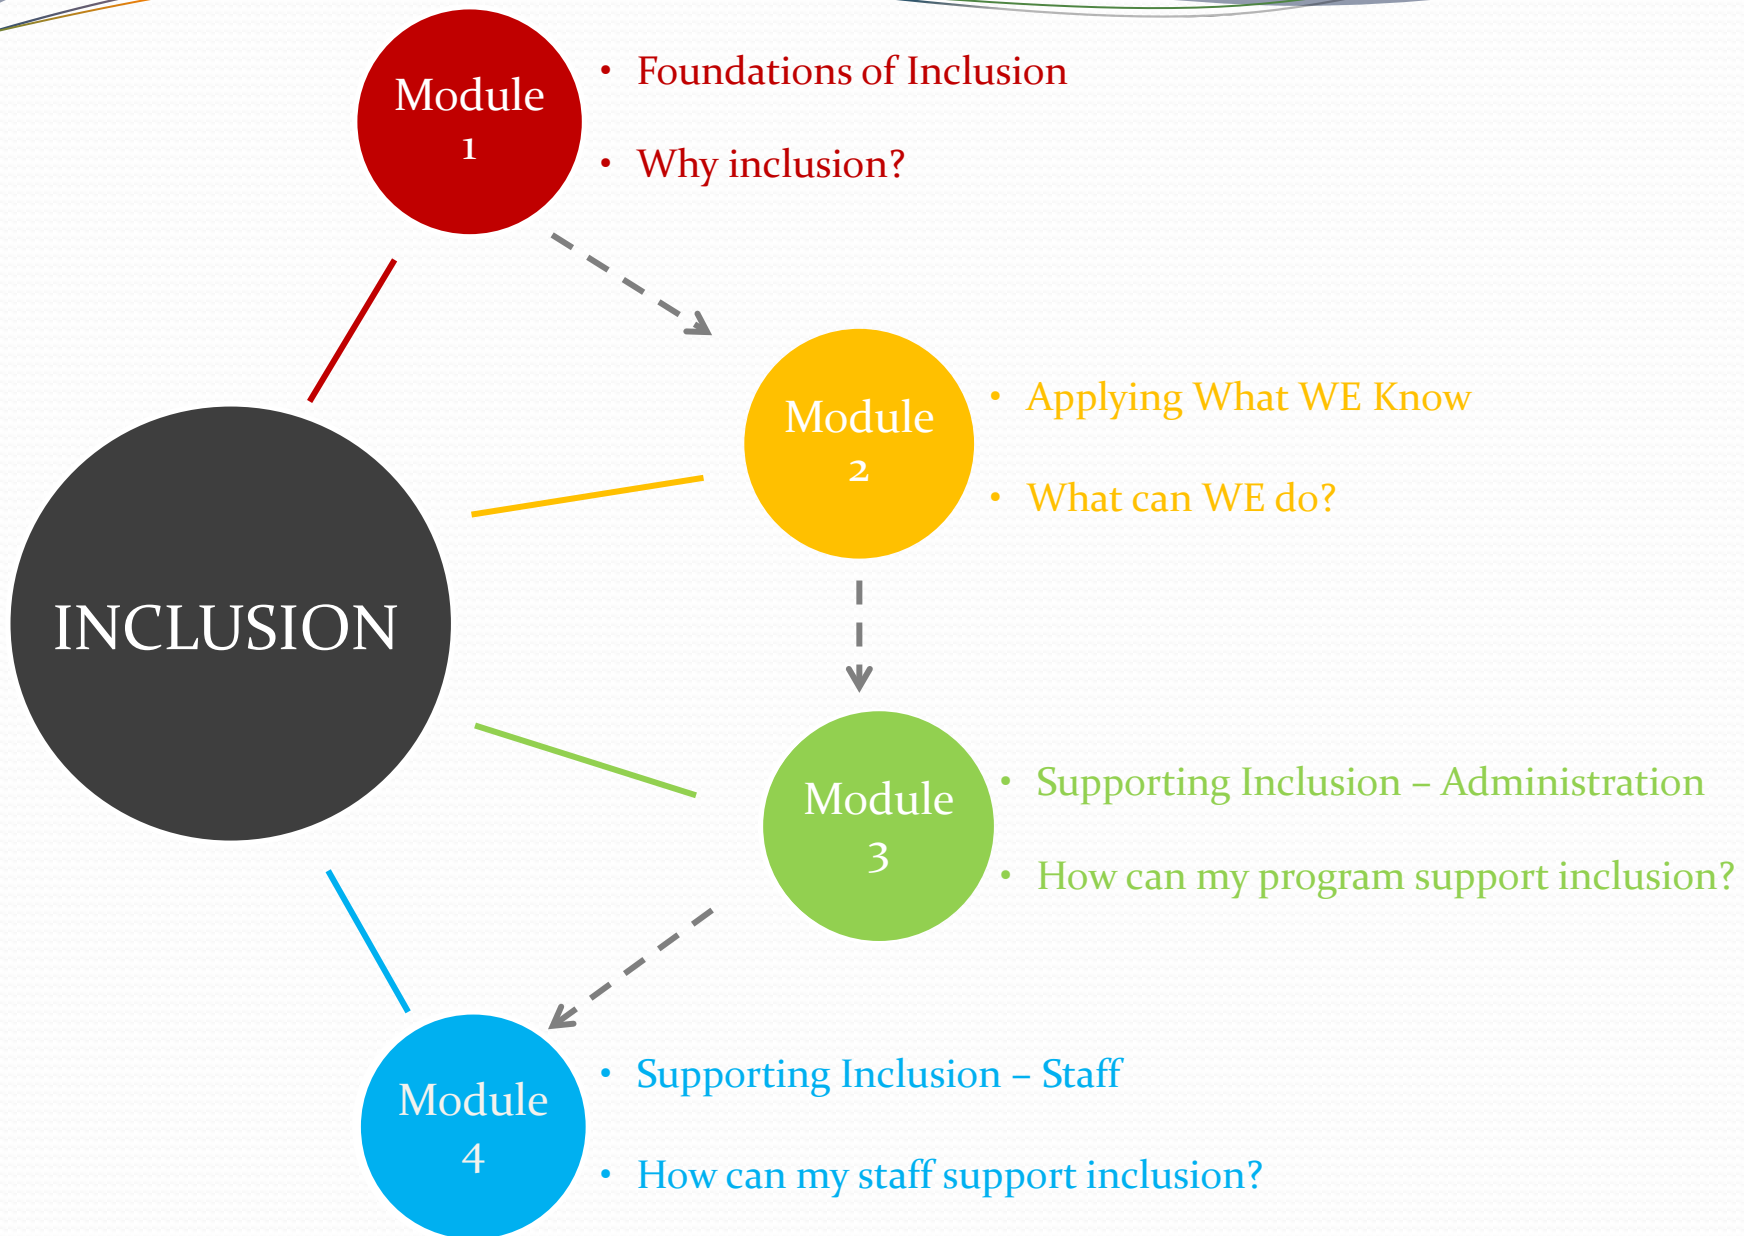 Module
1
• Foundations of Inclusion
• Why inclusion?
Module
2
• Applying What WE Know
• What can WE do?
INCLUSION
Module
3
• Supporting Inclusion – Administration
• How can my program support inclusion?
Module
4
• Supporting Inclusion – Staff
• How can my staff support inclusion?